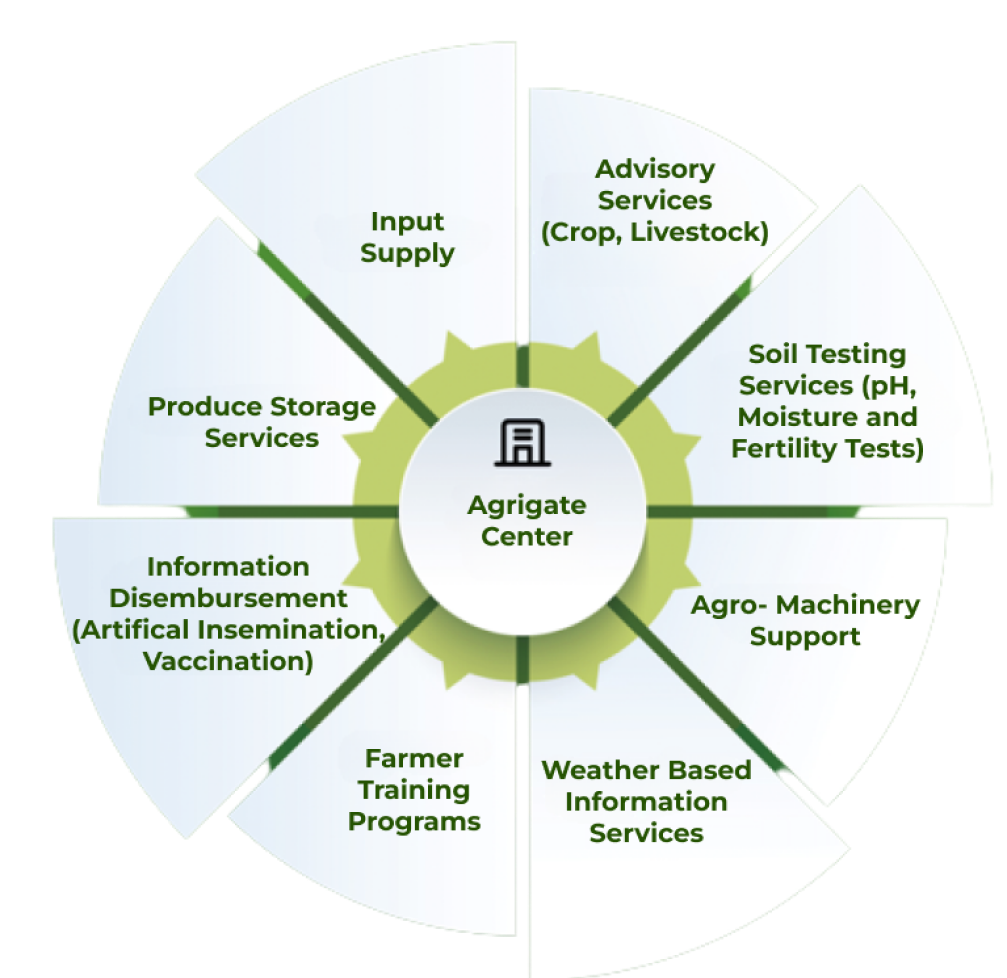 Advisory
Services
(Crop, Livestock)
Input
Supply
Soil Testing
Services (pH,
Moisture and
Fertility Tests)
Produce Storage
Services
Agrigate
Center
Information
Disembursement
(Artifical Insemination,
Vaccination)
Agro- Machinery
Support
Farmer
Training
Programs
Weather Based
Information
Services